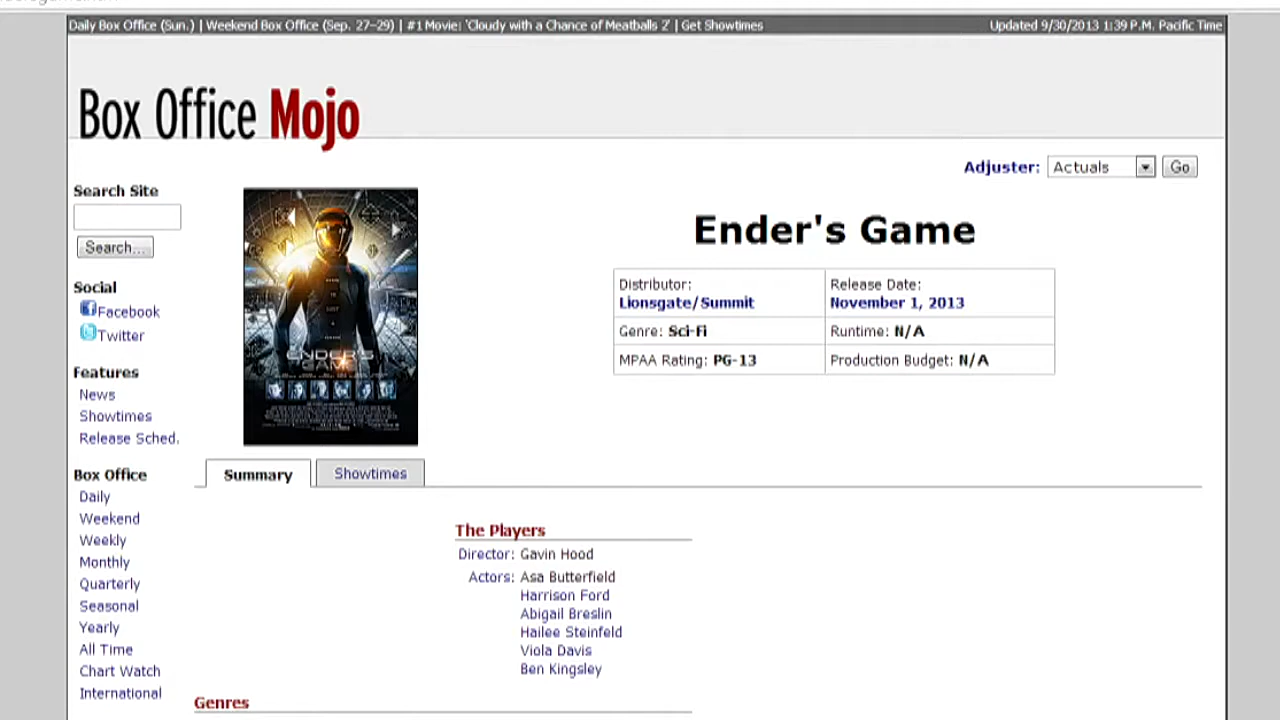 Daily Box Office (Sun.) | Weekend Box Office (Sep. 27–29) | #1 Movie: 'Cloudy with a Chance of Meatballs 2' | Get Showtimes
Updated 9/30/2013 1:39 P.M. Pacific Time
Box Office Mojo
Adjuster: Actuals Go
Search Site
Search...
Social
Facebook
Twitter
Features
News
Showtimes
Release Sched.
Box Office
Daily
Weekend
Weekly
Monthly
Quarterly
Seasonal
Yearly
All Time
Chart Watch
International
ENDER'S
GAME
Ender's Game
Distributor: Release Date:
Lionsgate/Summit November 1, 2013
Genre: Sci-Fi Runtime: N/A
MPAA Rating: PG-13 Production Budget: N/A
Summary Showtimes
The Players
Director: Gavin Hood
Actors: Asa Butterfield
Harrison Ford
Abigail Breslin
Hailee Steinfeld
Viola Davis
Ben Kingsley
Genres